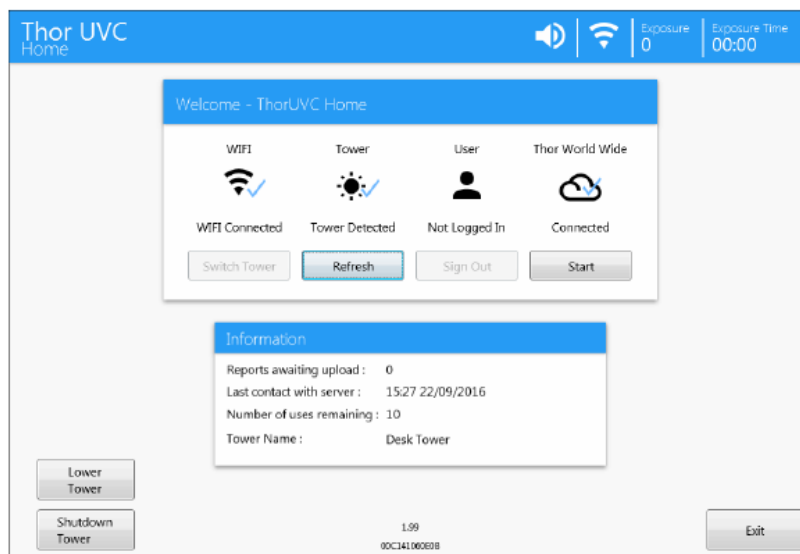 Thor UVC
Home
Exposure
0
Exposure Time
00:00
Welcome - ThorUVC Home
WIFI
Tower
User
Thor World Wide
WIFI Connected
Tower Detected
Not Logged In
Connected
Switch Tower
Refresh
Sign Out
Start
Information
Reports awaiting upload : 0
Last contact with server : 15:27 22/09/2016
Number of uses remaining : 10
Tower Name : Desk Tower
Lower
Tower
Shutdown
Tower
1.99
0DC141060E0B
Exit